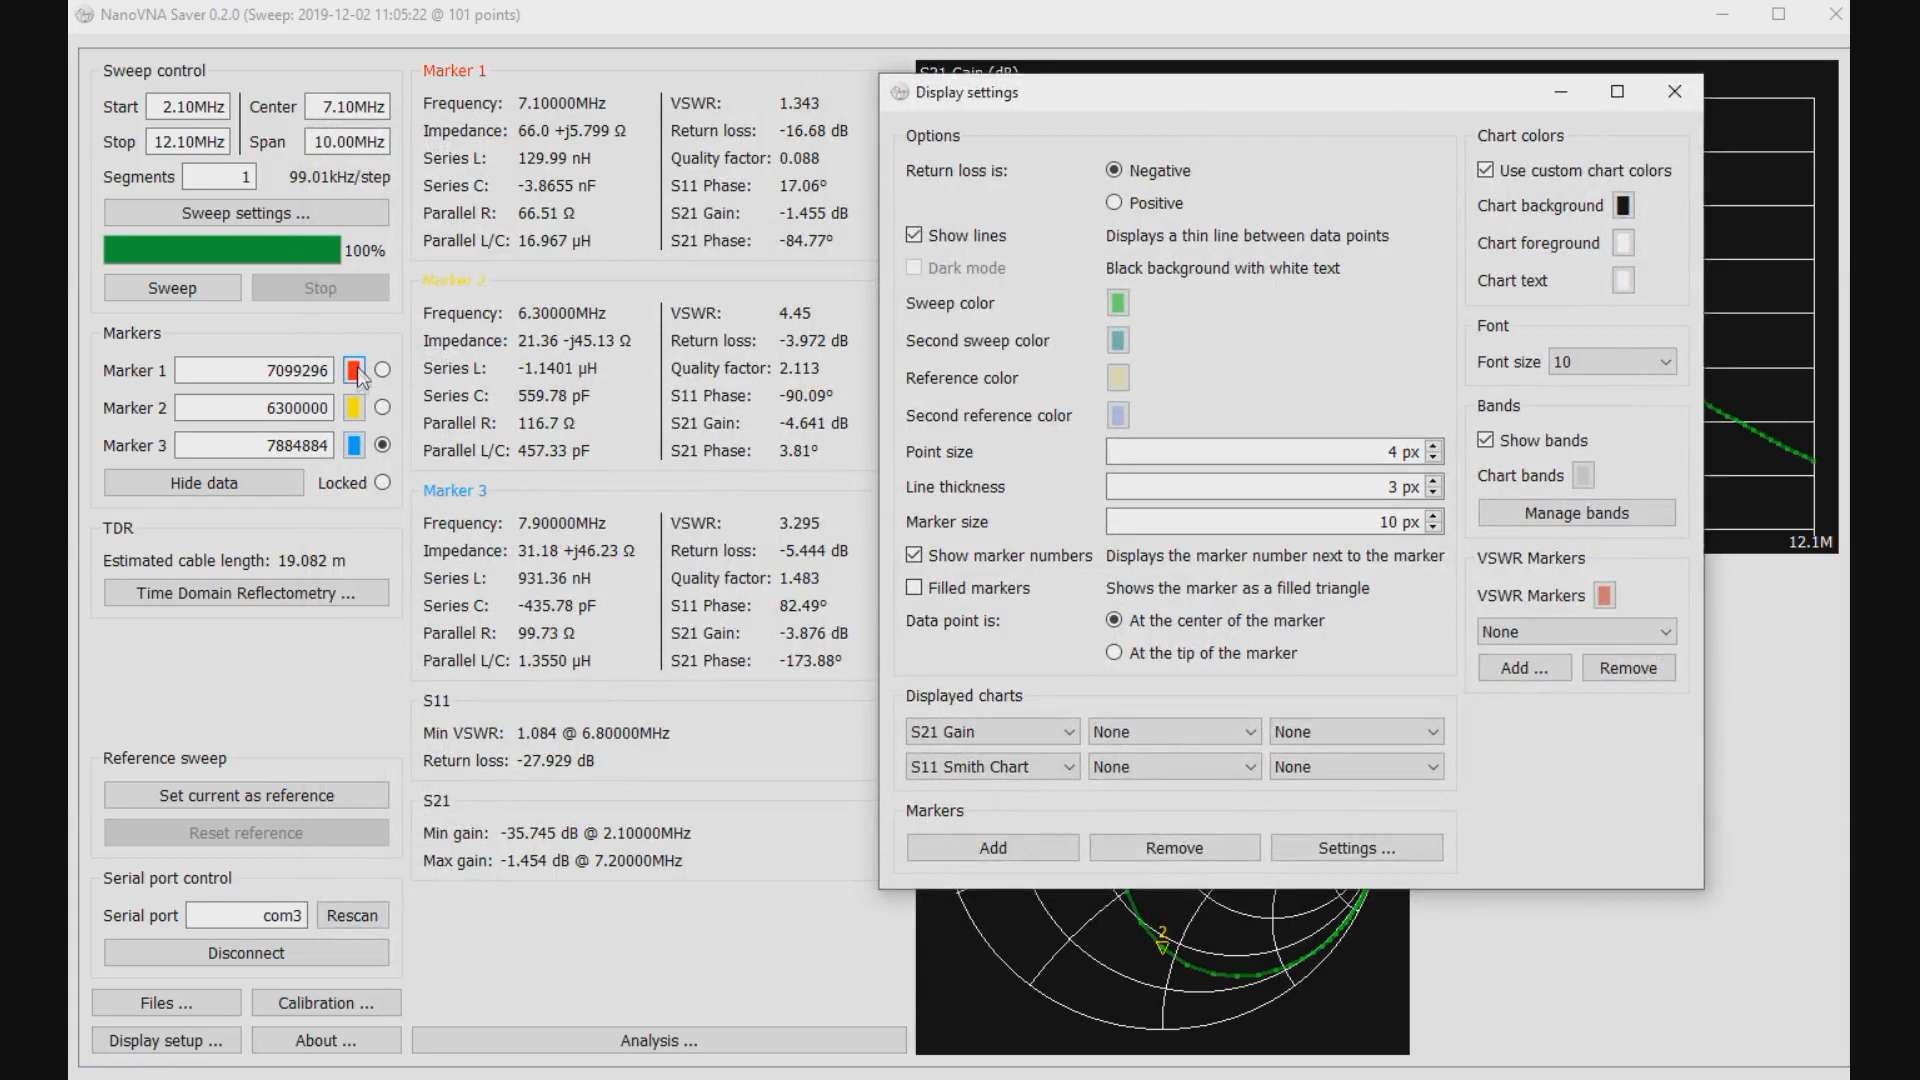 NanoVNA Saver 0.2.0 (Sweep: 2019-12-02 11:05:22 @ 101 points)
Sweep control
Start 2.10MHz Center 7.10MHz
Stop 12.10MHz Span 10.00MHz
Segments 1 99.01kHz/step
Sweep settings ...
100%
Sweep Stop
Markers
Marker 1 7099296
Marker 2 6300000
Marker 3 7884884
Hide data Locked
TDR
Estimated cable length: 19.082 m
Time Domain Reflectometry ...
Reference sweep
Set current as reference
Reset reference
Serial port control
Serial port com3 Rescan
Disconnect
Files ... Calibration ...
Display setup ... About ...
Marker 1
Frequency: 7.10000MHz VSWR: 1.343
Impedance: 66.0 +j5.799 Ω Return loss: -16.68 dB
Series L: 129.99 nH Quality factor: 0.088
Series C: -3.8655 nF S11 Phase: 17.06°
Parallel R: 66.51 Ω S21 Gain: -1.455 dB
Parallel L/C: 16.967 µH S21 Phase: -84.77°
Marker 2
Frequency: 6.30000MHz VSWR: 4.45
Impedance: 21.36 -j45.13 Ω Return loss: -3.972 dB
Series L: -1.1401 µH Quality factor: 2.113
Series C: 559.78 pF S11 Phase: -90.09°
Parallel R: 116.7 Ω S21 Gain: -4.641 dB
Parallel L/C: 457.33 pF S21 Phase: 3.81°
Marker 3
Frequency: 7.90000MHz VSWR: 3.295
Impedance: 31.18 +j46.23 Ω Return loss: -5.444 dB
Series L: 931.36 nH Quality factor: 1.483
Series C: -435.78 pF S11 Phase: 82.49°
Parallel R: 99.73 Ω S21 Gain: -3.876 dB
Parallel L/C: 1.3550 µH S21 Phase: -173.88°
S11
Min VSWR: 1.084 @ 6.80000MHz
Return loss: -27.929 dB
S21
Min gain: -35.745 dB @ 2.10000MHz
Max gain: -1.454 dB @ 7.20000MHz
Analysis ...
S21 Gain (dB)
Display settings
Options
Return loss is: Negative
Positive
Show lines Displays a thin line between data points
Dark mode Black background with white text
Sweep color
Second sweep color
Reference color
Second reference color
Point size 4 px
Line thickness 3 px
Marker size 10 px
Show marker numbers Displays the marker number next to the marker
Filled markers Shows the marker as a filled triangle
Data point is: At the center of the marker
At the tip of the marker
Displayed charts
S21 Gain None None
S11 Smith Chart None None
Markers
Add Remove Settings ...
Chart colors
Use custom chart colors
Chart background
Chart foreground
Chart text
Font
Font size 10
Bands
Show bands
Chart bands
Manage bands
VSWR Markers
VSWR Markers
None
Add ... Remove
12.1M
2